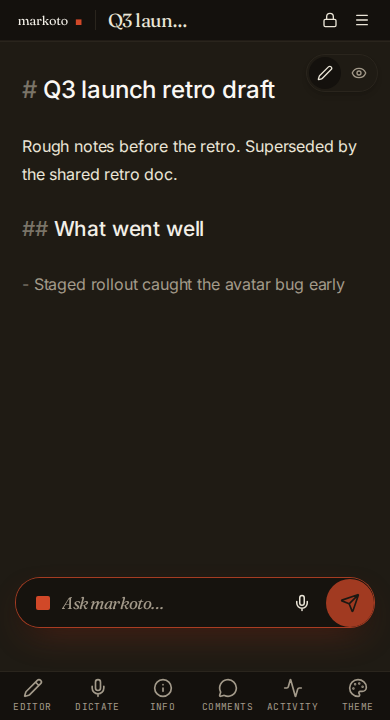 markoto
Q3 laun...
# Q3 launch retro draft
Rough notes before the retro. Superseded by
the shared retro doc.
## What went well
- Staged rollout caught the avatar bug early
Ask markoto...
EDITOR DICTATE INFO COMMENTS ACTIVITY THEME